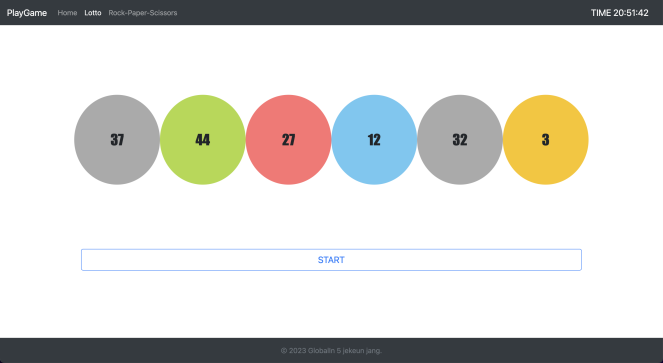 PlayGame Home Lotto Rock-Paper-Scissors TIME 20:51:42
37 44 27 12 32 3
START
© 2023 Globalin 5 jekeun jang.